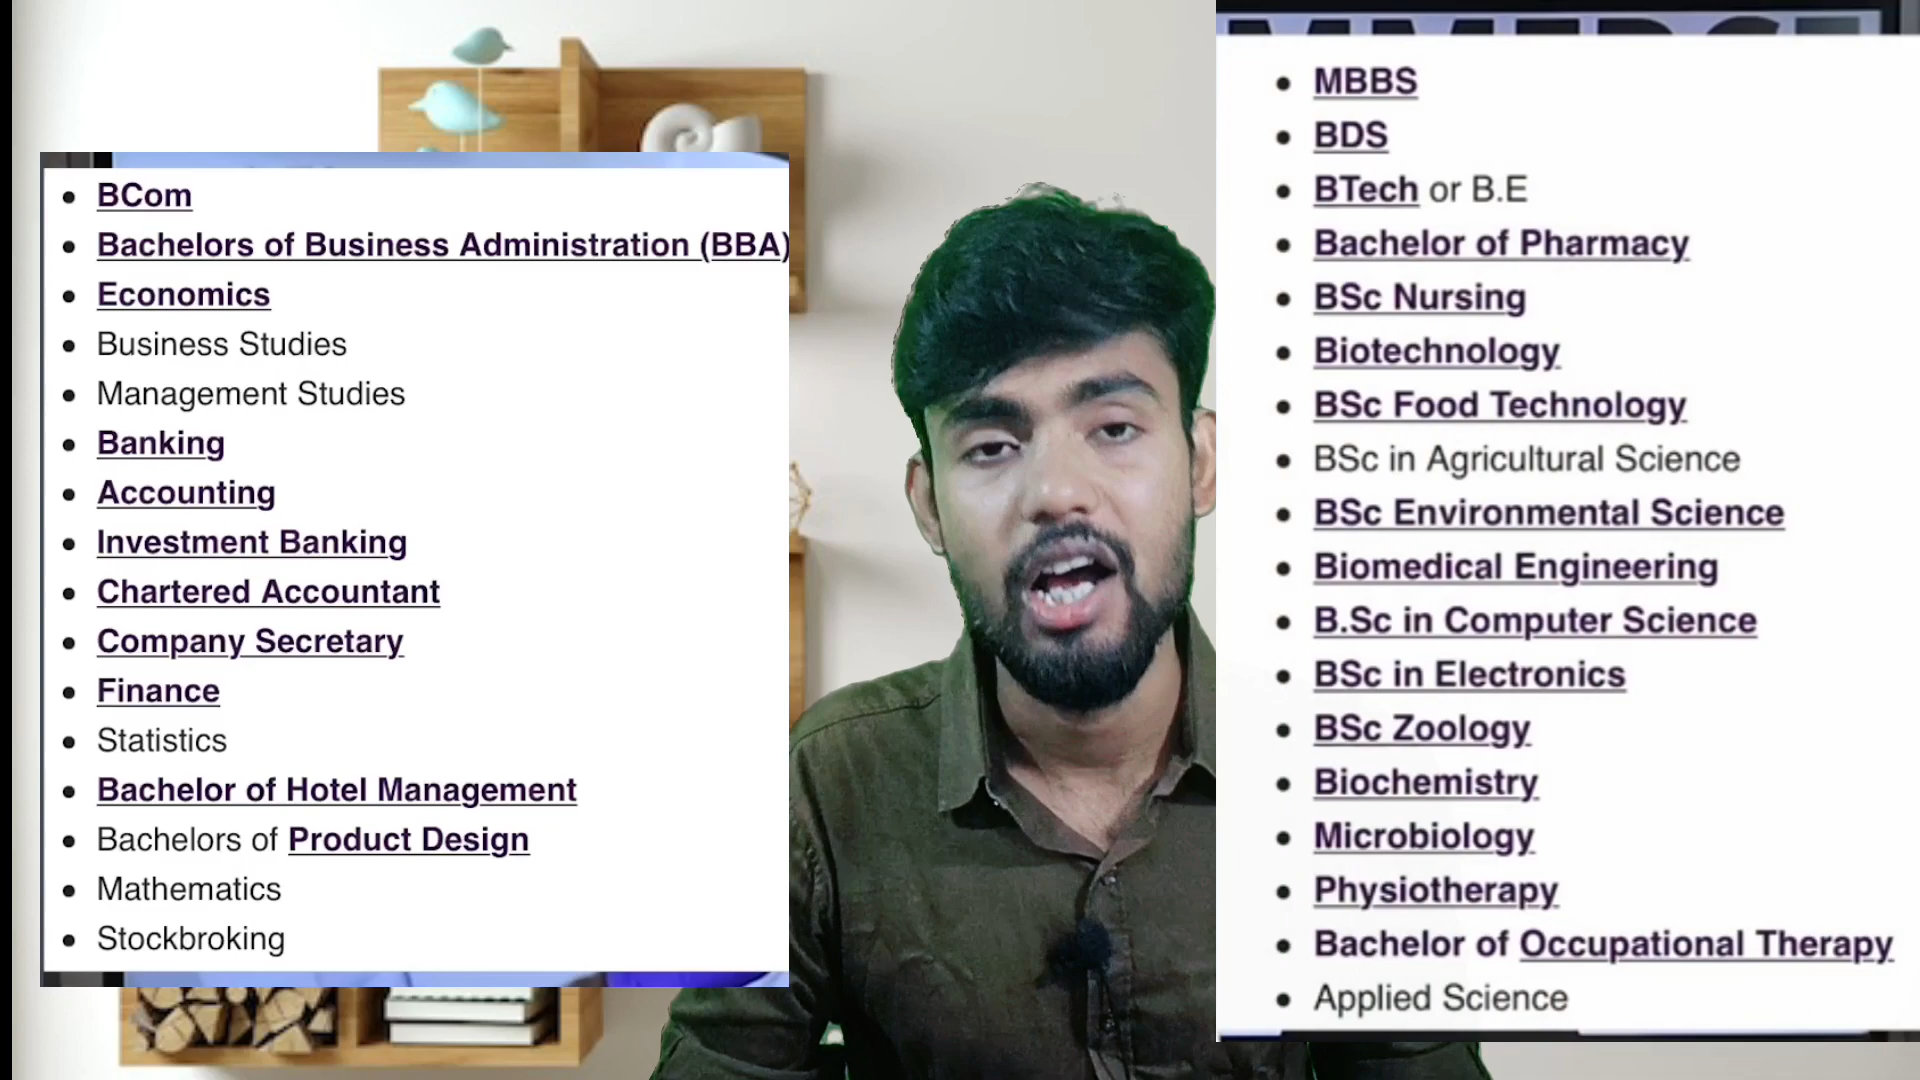 BCom
Bachelors of Business Administration (BBA)
Economics
Business Studies
Management Studies
Banking
Accounting
Investment Banking
Chartered Accountant
Company Secretary
Finance
Statistics
Bachelor of Hotel Management
Bachelors of Product Design
Mathematics
Stockbroking
MBBS
BDS
BTech or B.E
Bachelor of Pharmacy
BSc Nursing
Biotechnology
BSc Food Technology
BSc in Agricultural Science
BSc Environmental Science
Biomedical Engineering
B.Sc in Computer Science
BSc in Electronics
BSc Zoology
Biochemistry
Microbiology
Physiotherapy
Bachelor of Occupational Therapy
Applied Science